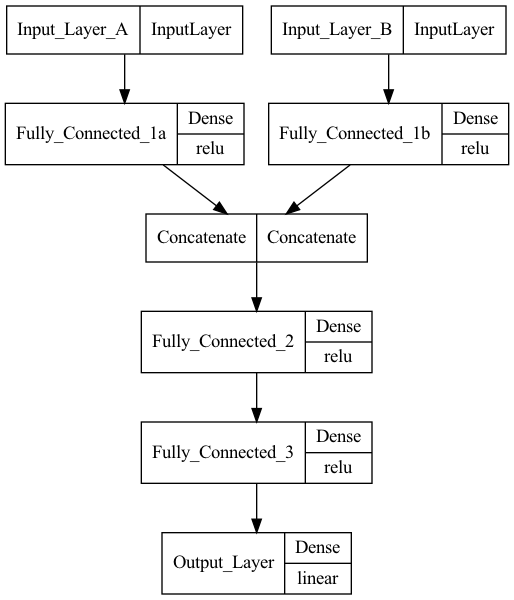 Input_Layer_A InputLayer
Input_Layer_B InputLayer
Fully_Connected_1a Dense
relu
Fully_Connected_1b Dense
relu
Concatenate Concatenate
Fully_Connected_2 Dense
relu
Fully_Connected_3 Dense
relu
Output_Layer Dense
linear